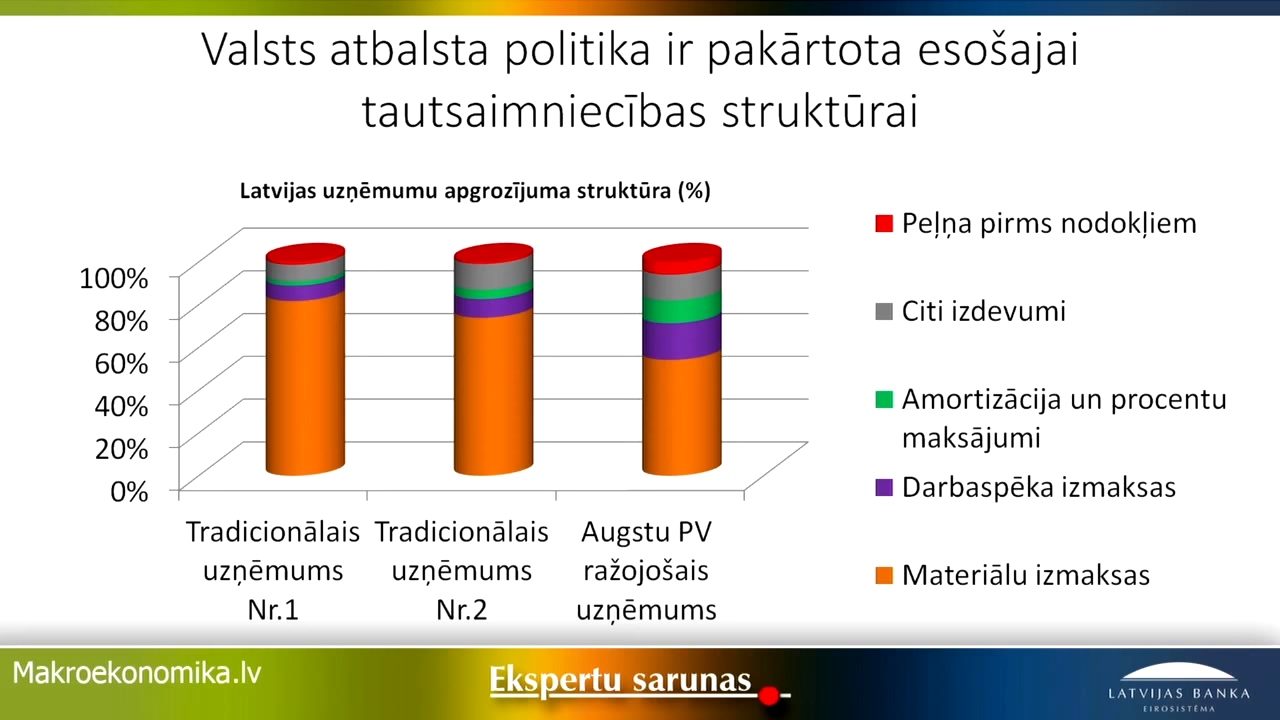 Valsts atbalsta politika ir pakārtota esošajai
tautsaimniecības struktūrai
Latvijas uzņēmumu apgrozījuma struktūra (%)
100%
80%
60%
40%
20%
0%
Tradicionālais
uzņēmums
Nr.1
Tradicionālais
uzņēmums
Nr.2
Augstu PV
ražojošais
uzņēmums
Peļņa pirms nodokļiem
Citi izdevumi
Amortizācija un procentu
maksājumi
Darbaspēka izmaksas
Materiālu izmaksas
Makroekonomika.lv
Ekspertu sarunas
LATVIJAS BANKA
EIROSISTĒMA